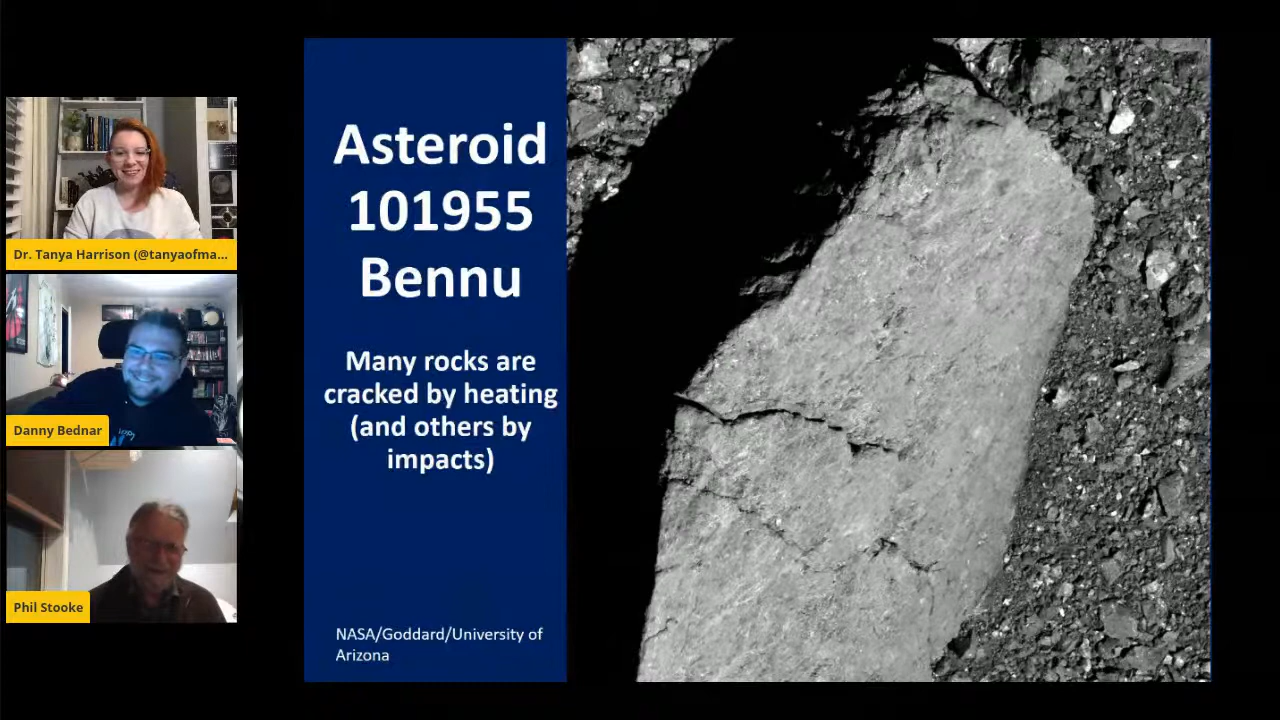 Dr. Tanya Harrison (@tanyaofma...
Danny Bednar
Phil Stooke
Asteroid
101955
Bennu
Many rocks are
cracked by heating
(and others by
impacts)
NASA/Goddard/University of
Arizona